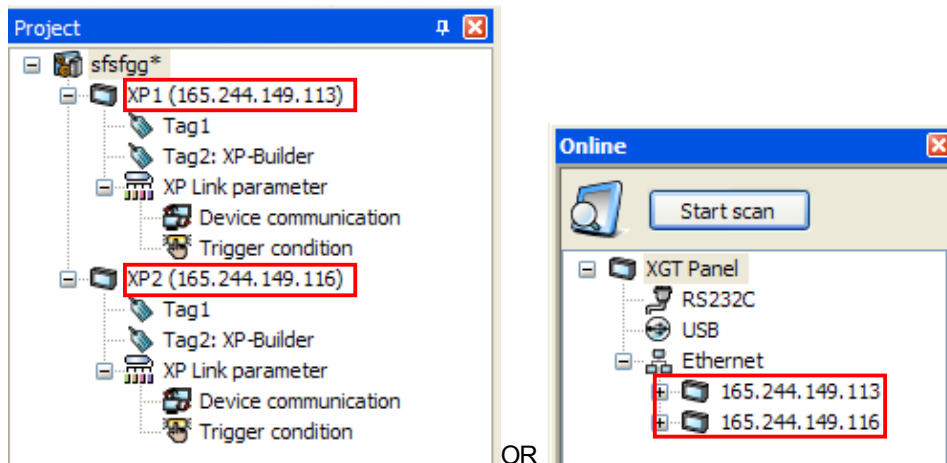 Project
sfsfgg*
XP1 (165.244.149.113)
Tag1
Tag2: XP-Builder
XP Link parameter
Device communication
Trigger condition
XP2 (165.244.149.116)
Tag1
Tag2: XP-Builder
XP Link parameter
Device communication
Trigger condition
OR
Online
Start scan
XGT Panel
RS232C
USB
Ethernet
165.244.149.113
165.244.149.116